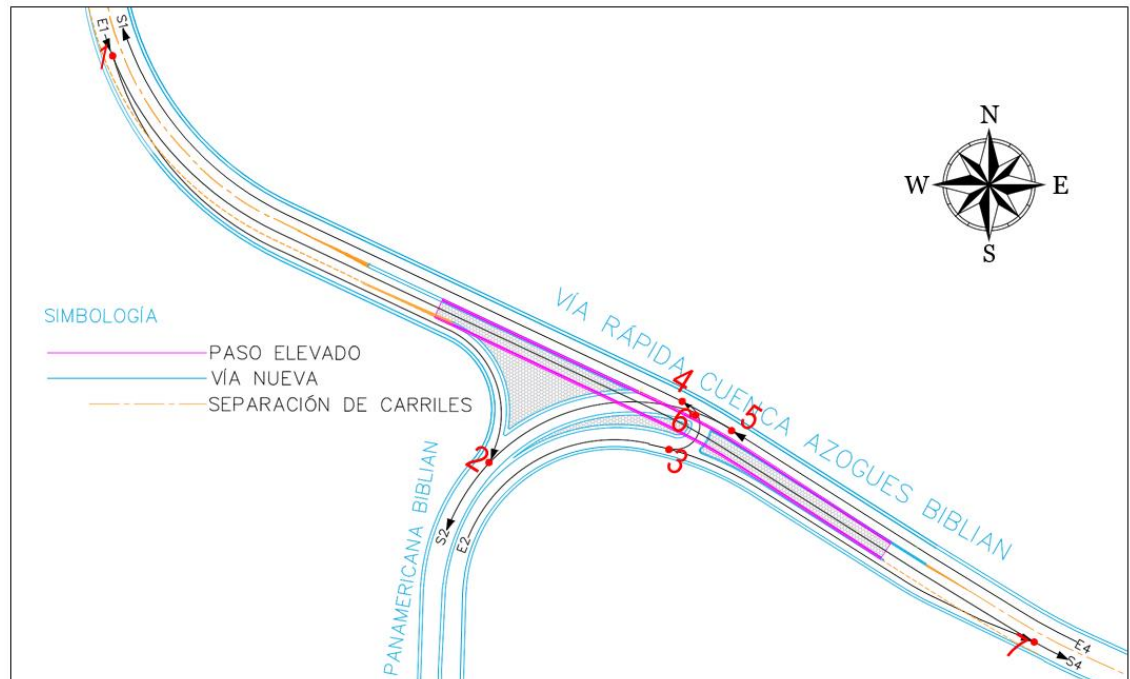 E1
S1
1
N
W
E
S
VÍA RÁPIDA CUENCA AZOGUES BIBLIAN
SIMBOLOGÍA
PASO ELEVADO
VÍA NUEVA
SEPARACIÓN DE CARRILES
4
6
5
2
3
PANAMERICANA BIBLIAN
S2
E2
7
E4
S4